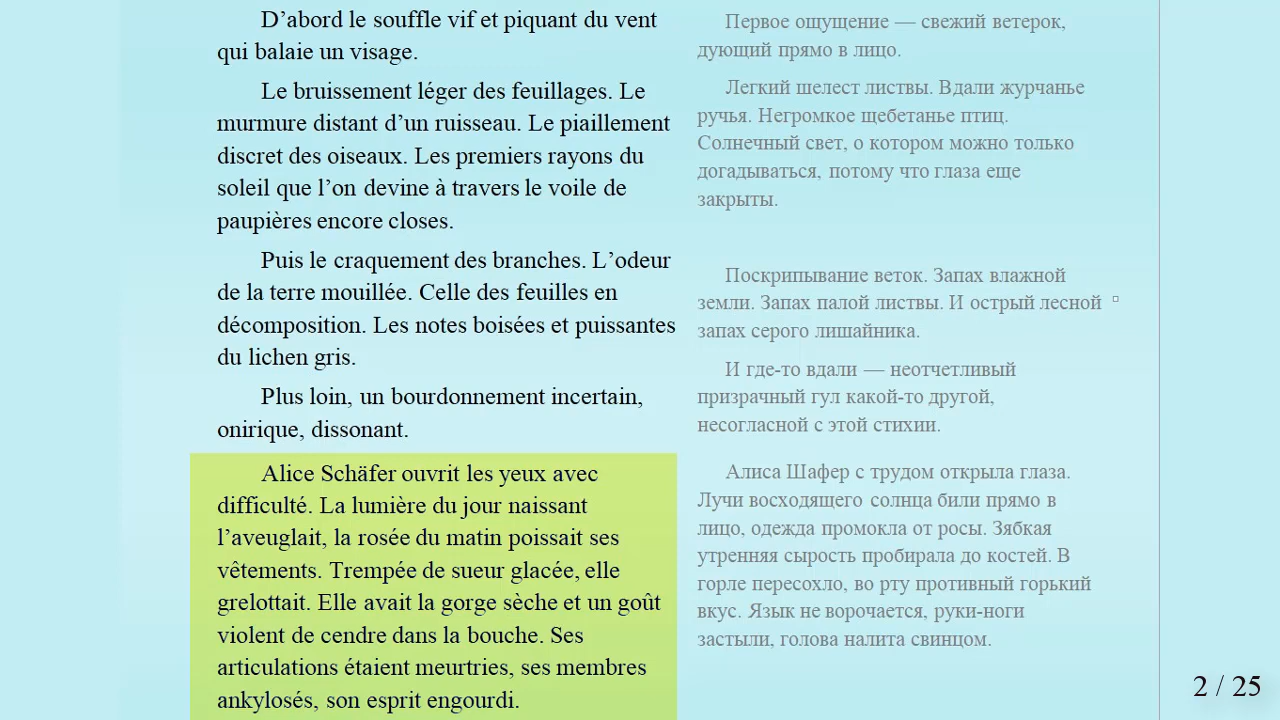 D’abord le souffle vif et piquant du vent
qui balaie un visage.
Le bruissement léger des feuillages. Le
murmure distant d’un ruisseau. Le piaillement
discret des oiseaux. Les premiers rayons du
soleil que l’on devine à travers le voile de
paupières encore closes.
Puis le craquement des branches. L’odeur
de la terre mouillée. Celle des feuilles en
décomposition. Les notes boisées et puissantes
du lichen gris.
Plus loin, un bourdonnement incertain,
onirique, dissonant.
Alice Schäfer ouvrit les yeux avec
difficulté. La lumière du jour naissant
l’aveuglait, la rosée du matin poissait ses
vêtements. Trempée de sueur glacée, elle
grelottait. Elle avait la gorge sèche et un goût
violent de cendre dans la bouche. Ses
articulations étaient meurtries, ses membres
ankylosés, son esprit engourdi.
Первое ощущение — свежий ветерок,
дующий прямо в лицо.
Легкий шелест листвы. Вдали журчанье
ручья. Негромкое щебетанье птиц.
Солнечный свет, о котором можно только
догадываться, потому что глаза еще
закрыты.
Поскрипывание веток. Запах влажной
земли. Запах палой листвы. И острый лесной
запах серого лишайника.
И где-то вдали — неотчетливый
призрачный гул какой-то другой,
несогласной с этой стихии.
Алиса Шафер с трудом открыла глаза.
Лучи восходящего солнца били прямо в
лицо, одежда промокла от росы. Зябкая
утренняя сырость пробирала до костей. В
горле пересохло, во рту противный горький
вкус. Язык не ворочается, руки-ноги
застыли, голова налита свинцом.
2 / 25